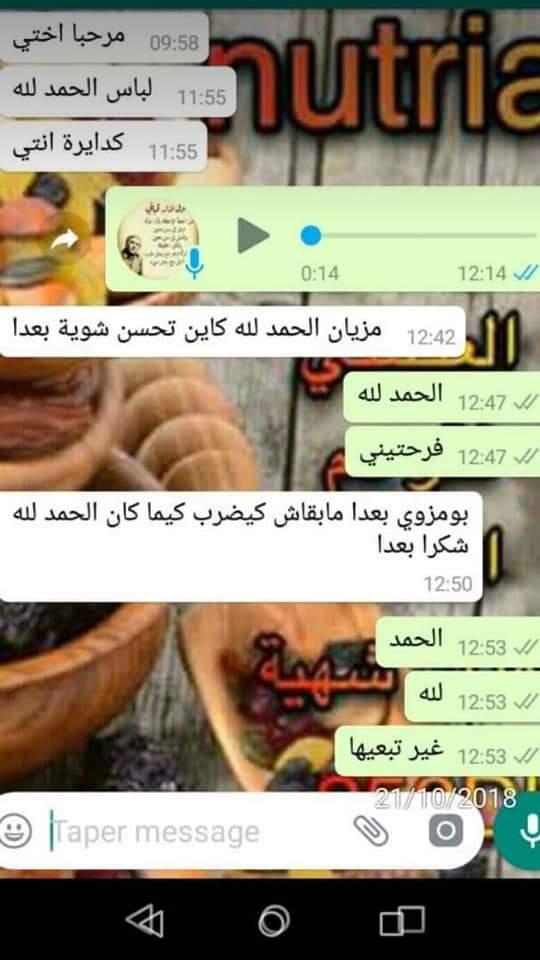 nutria
مرحبا اختي 09:58
لباس الحمد لله 11:55
كدايرة انتي 11:55
0:14 12:14
مزيان الحمد لله كاين تحسن شوية بعدا 12:42
الحمد لله 12:47
فرحتيني 12:47
بومزوي بعدا مابقاش كيضرب كيما كان الحمد لله
شكرا بعدا
12:50
الحمد 12:53
شهية
لله 12:53
غير تبعيها 12:53
21/10/2018
Taper message